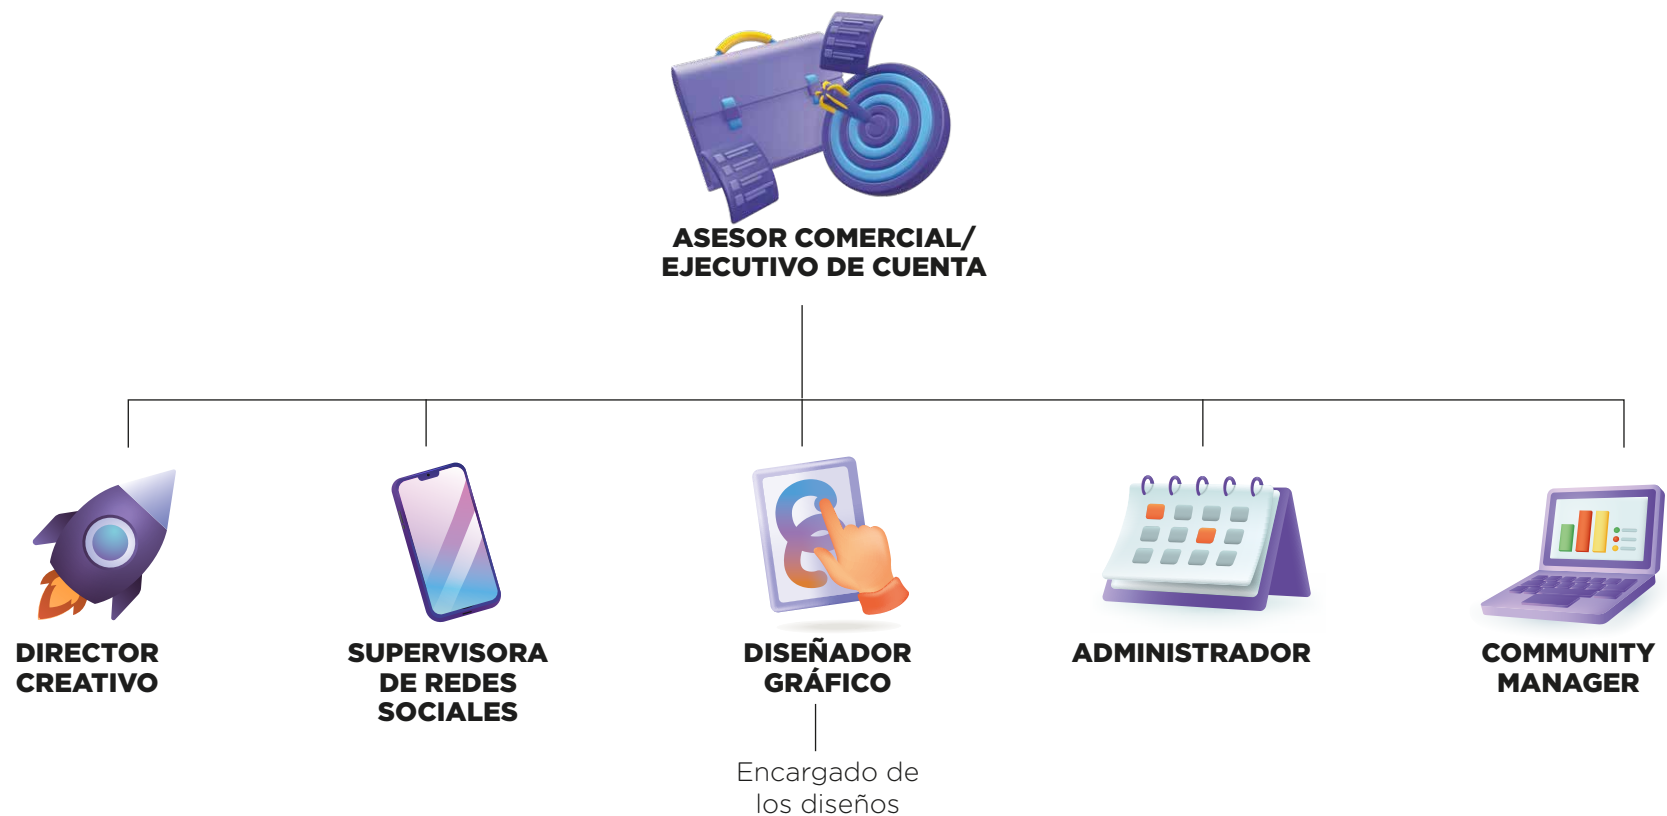 ASESOR COMERCIAL/
EJECUTIVO DE CUENTA
DIRECTOR
CREATIVO
SUPERVISORA
DE REDES
SOCIALES
DISEÑADOR
GRÁFICO
Encargado de
los diseños
ADMINISTRADOR
COMMUNITY
MANAGER